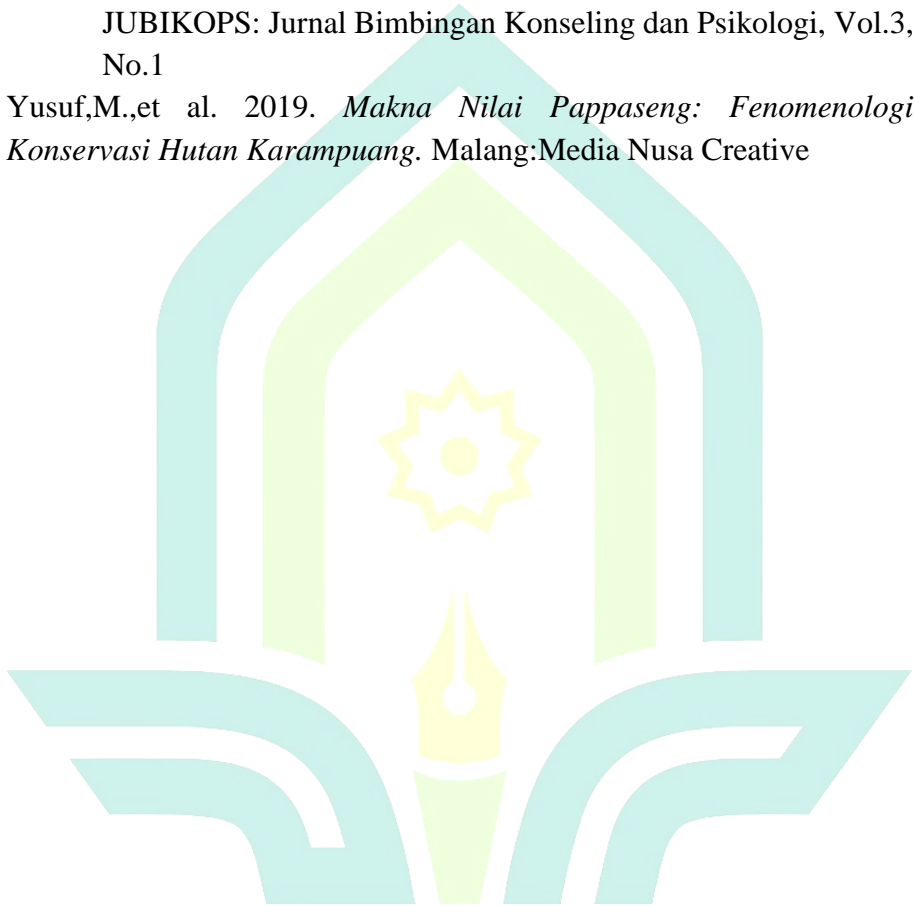 JUBIKOPS: Jurnal Bimbingan Konseling dan Psikologi, Vol.3,
No.1
Yusuf,M.,et al. 2019. Makna Nilai Pappaseng: Fenomenologi
Konservasi Hutan Karampuang. Malang:Media Nusa Creative